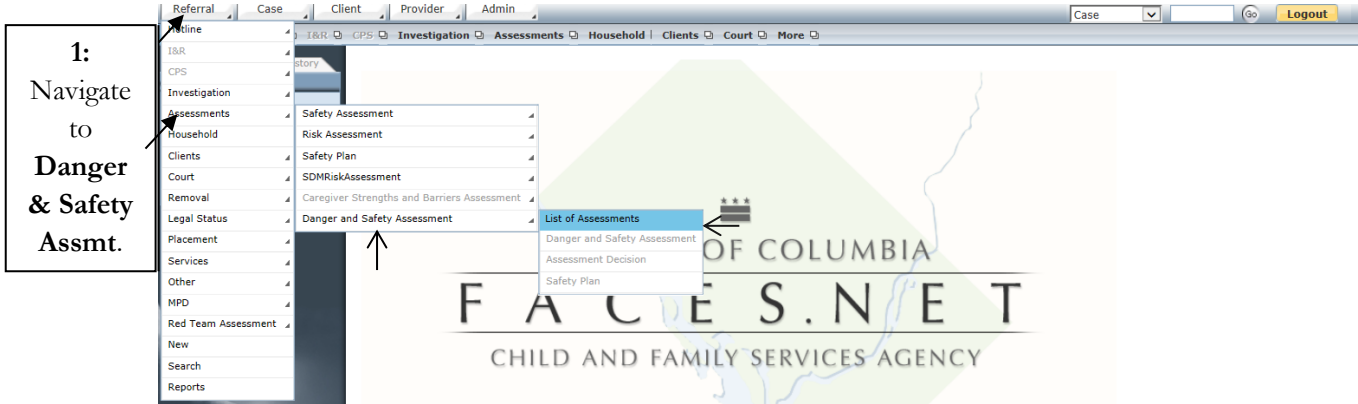 Referral Case Client Provider Admin Case Go Logout
I&R CPS Investigation Assessments Household Clients Court More
1:
Navigate
to
Danger
& Safety
Assmt.
Hotline
I&R
CPS
Investigation
Assessments
Household
Clients
Court
Removal
Legal Status
Placement
Services
Other
MPD
Red Team Assessment
New
Search
Reports
story
Safety Assessment
Risk Assessment
Safety Plan
SDMRiskAssessment
Caregiver Strengths and Barriers Assessment
Danger and Safety Assessment
List of Assessments
Danger and Safety Assessment
Assessment Decision
Safety Plan
OF COLUMBIA
FACES.NET
CHILD AND FAMILY SERVICES AGENCY